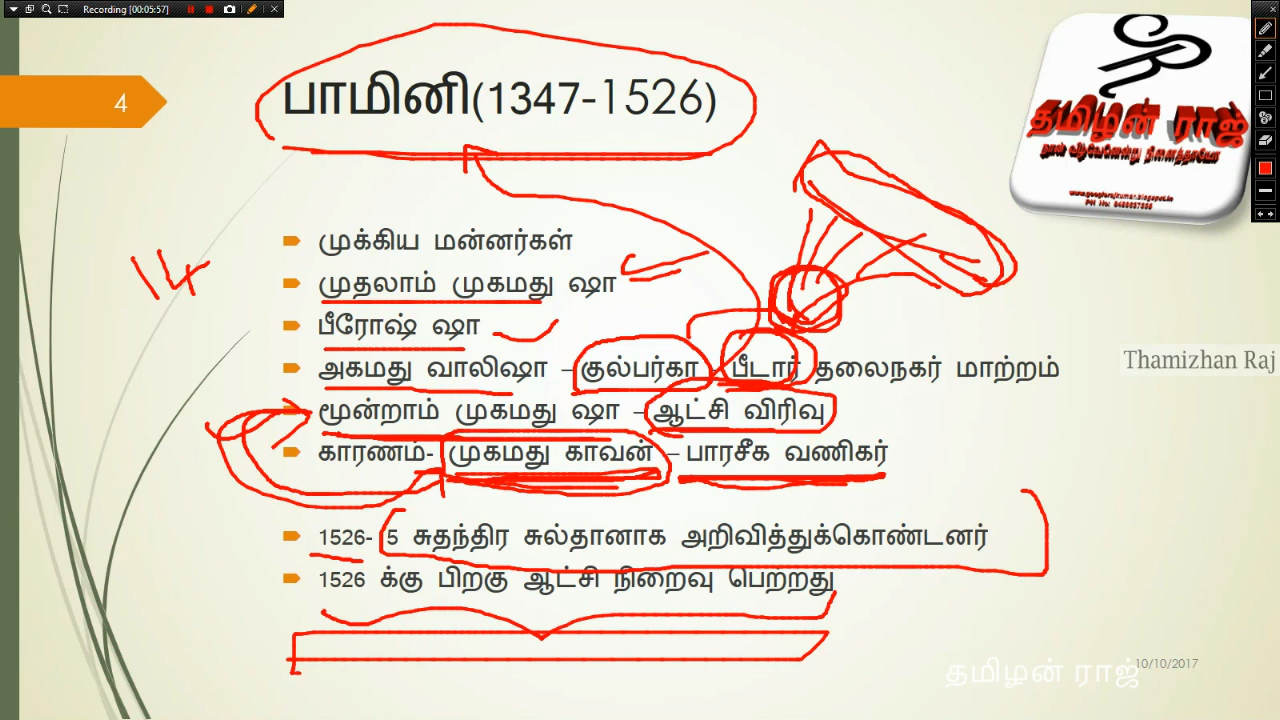 Recording [00:05:57]
4
பாமினி(1347-1526)
தமிழன் ராஜ்
நான் வீழ்வேனென்று நினைத்தாயோ
முக்கிய மன்னர்கள்
14
முதலாம் முகமது ஷா
பீரோஷ் ஷா
அகமது வாலிஷா –குல்பர்கா - பீடார் தலைநகர் மாற்றம்
Thamizhan Raj
மூன்றாம் முகமது ஷா –ஆட்சி விரிவு
காரணம்- முகமது காவன் –பாரசீக வணிகர்
1526- 5 சுதந்திர சுல்தானாக அறிவித்துக்கொண்டனர்
1526 க்கு பிறகு ஆட்சி நிறைவு பெற்றது
தமிழன் ராஜ்
10/10/2017